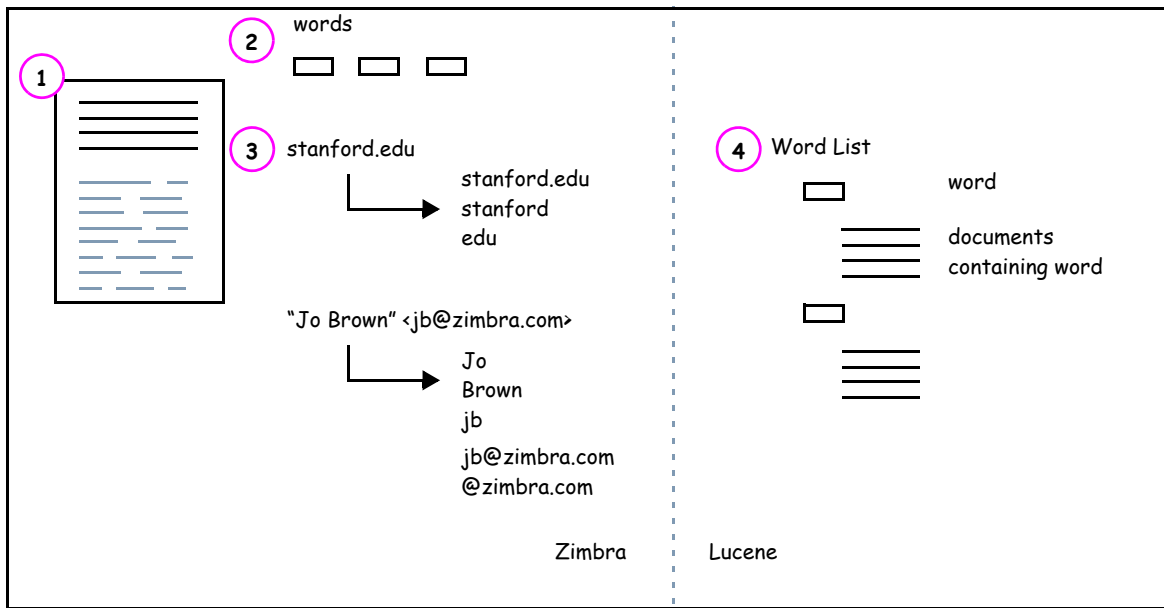 1
2
words
3
stanford.edu
stanford.edu
stanford
edu
“Jo Brown” <jb@zimbra.com>
Jo
Brown
jb
jb@zimbra.com
@zimbra.com
Zimbra
4
Word List
word
documents
containing word
Lucene